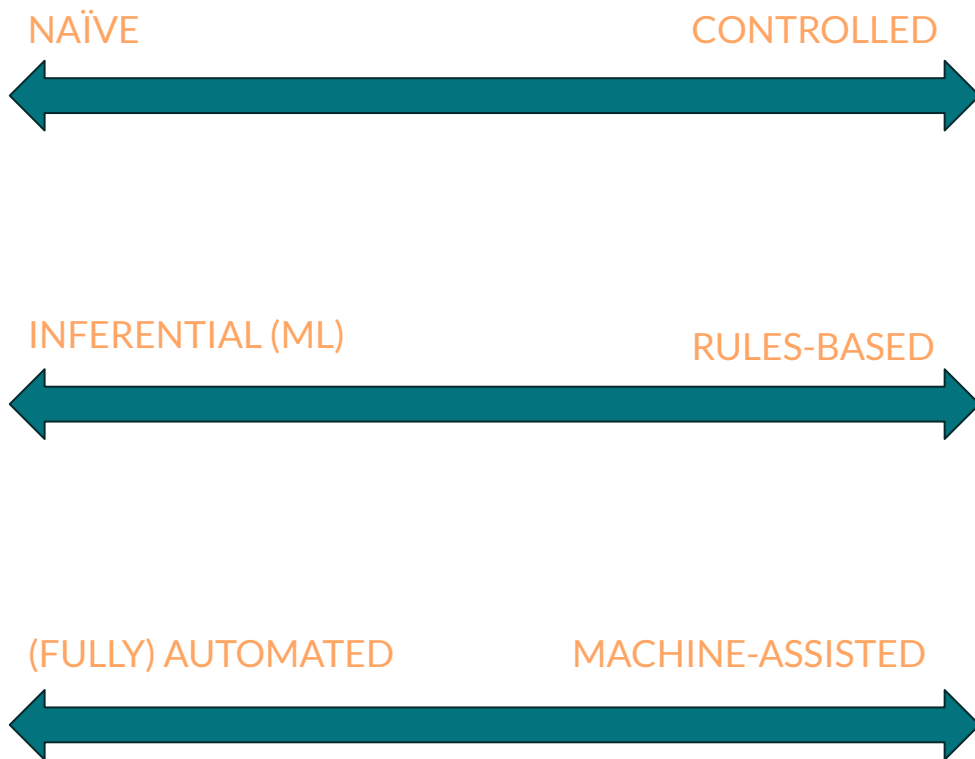 NAÏVE
CONTROLLED
INFERENTIAL (ML)
RULES-BASED
(FULLY) AUTOMATED
MACHINE-ASSISTED